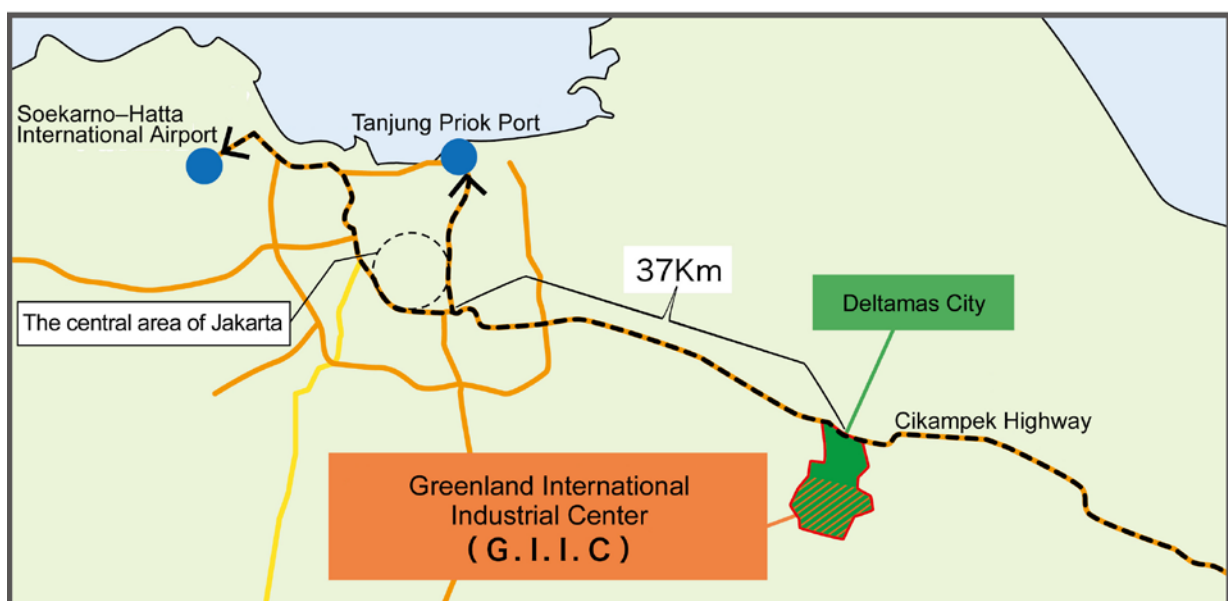 Soekarno–Hatta
International Airport
Tanjung Priok Port
37Km
Deltamas City
The central area of Jakarta
Cikampek Highway
Greenland International
Industrial Center
(G.I.I.C)